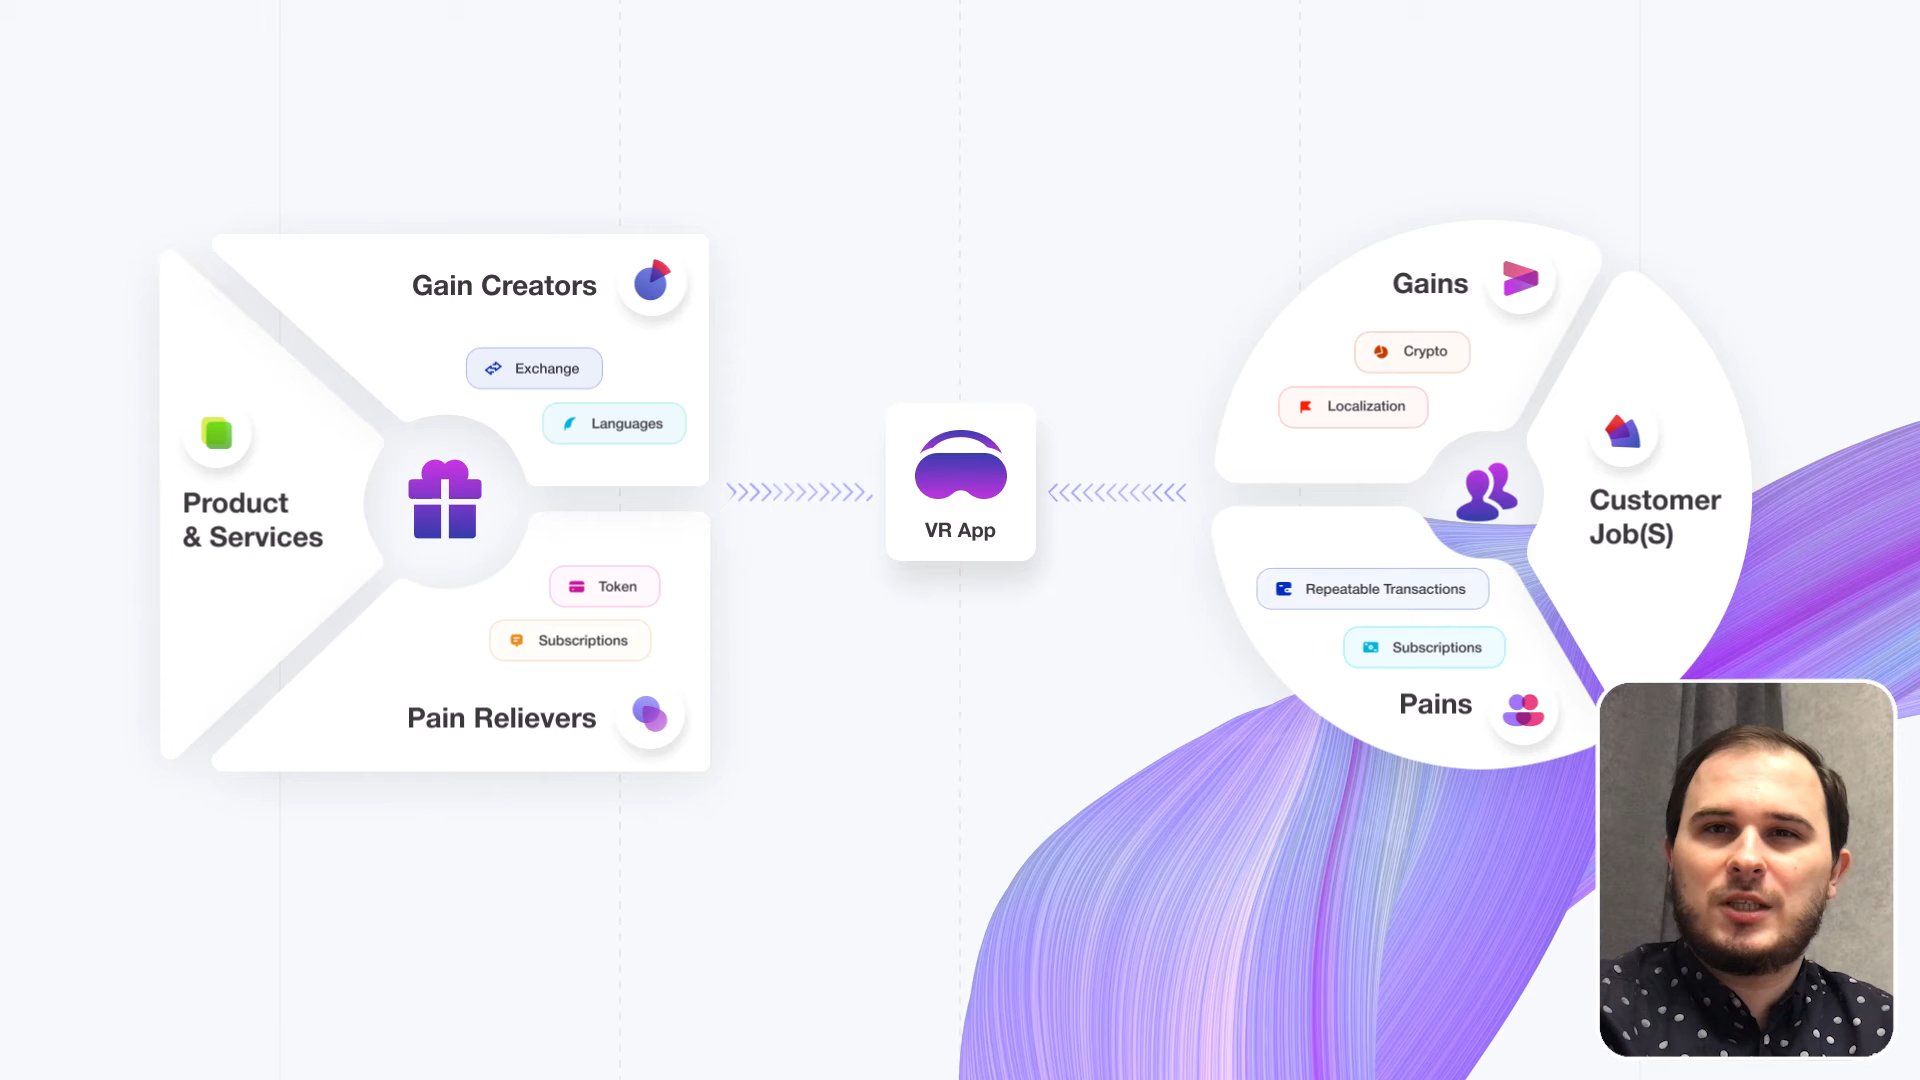 Gain Creators
Exchange
Languages
Product
& Services
Token
Subscriptions
Pain Relievers
VR App
Gains
Crypto
Localization
Customer
Job(S)
Repeatable Transactions
Subscriptions
Pains